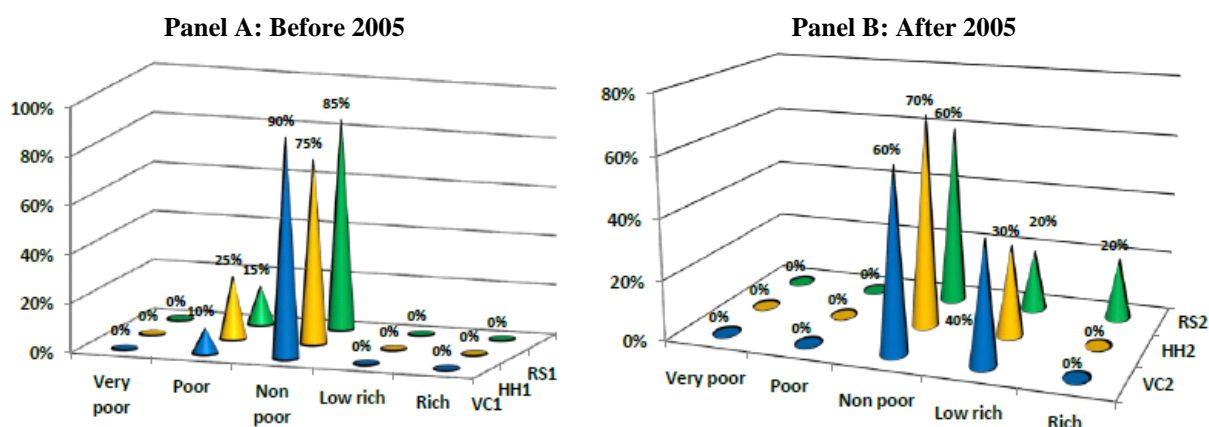 Panel A: Before 2005
100%
80%
60%
40%
20%
0%
0%
0%
0%
10%
25%
15%
90%
75%
85%
0%
0%
0%
0%
0%
0%
Very poor
Poor
Non poor
Low rich
Rich
VC1
HH1
RS1
Panel B: After 2005
80%
60%
40%
20%
0%
0%
0%
0%
0%
0%
0%
60%
70%
60%
40%
30%
20%
0%
0%
20%
Very poor
Poor
Non poor
Low rich
Rich
VC2
HH2
RS2